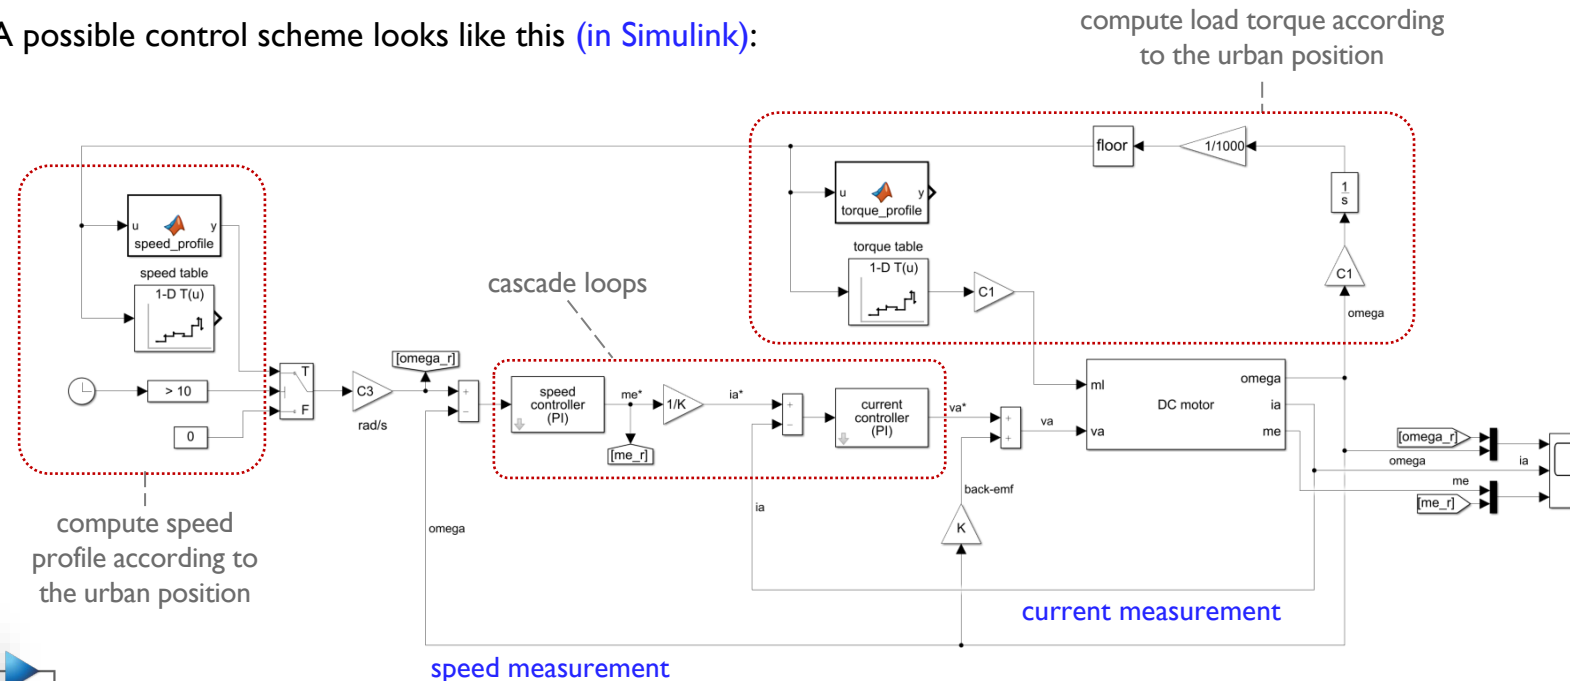 A possible control scheme looks like this (in Simulink):
compute load torque according
to the urban position
floor
1/1000
1
s
C1
omega
u
y
torque_profile
torque table
1-D T(u)
C1
u
y
speed_profile
speed table
1-D T(u)
> 10
0
T
F
C3
rad/s
[omega_r]
+
−
cascade loops
speed
controller
(PI)
me*
[me_r]
1/K
ia*
+
−
current
controller
(PI)
va*
+
+
va
ml
va
DC motor
omega
ia
me
[omega_r]
omega
ia
me
[me_r]
back-emf
K
ia
omega
compute speed
profile according to
the urban position
current measurement
speed measurement